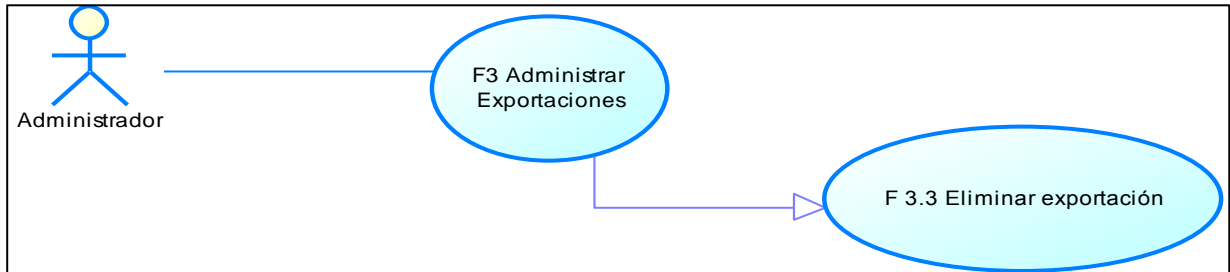 Administrador
F3 Administrar
Exportaciones
F 3.3 Eliminar exportación